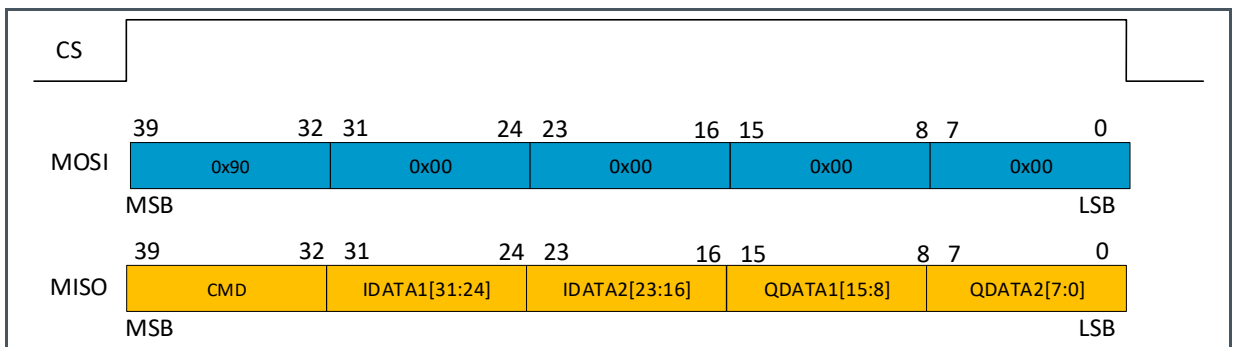 CS
39 32 31 24 23 16 15 8 7 0
MOSI 0x90 0x00 0x00 0x00 0x00
MSB LSB
39 32 31 24 23 16 15 8 7 0
MISO CMD IDATA1[31:24] IDATA2[23:16] QDATA1[15:8] QDATA2[7:0]
MSB LSB